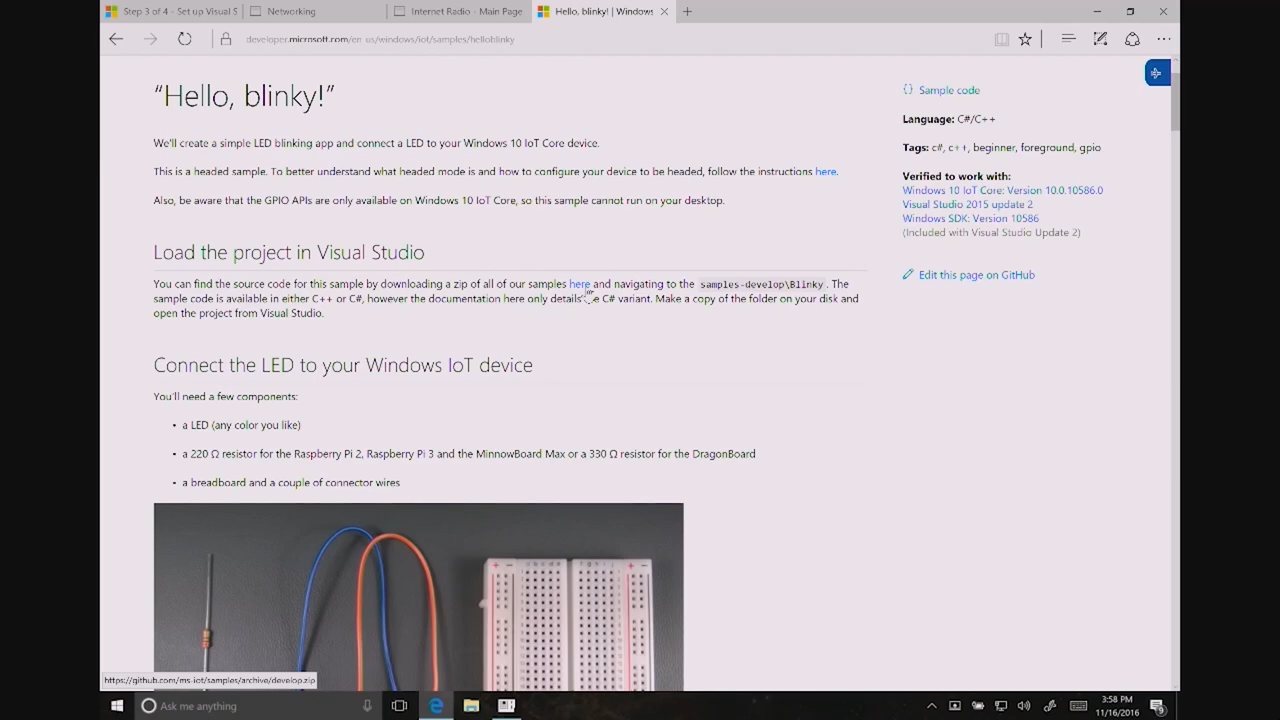 Step 3 of 4 - Set up Visual S
Networking
Internet Radio - Main Page
Hello, blinky! | Windows
developer.microsoft.com/en us/windows/iot/samples/helloblinky
"Hello, blinky!"
We'll create a simple LED blinking app and connect a LED to your Windows 10 IoT Core device.
This is a headed sample. To better understand what headed mode is and how to configure your device to be headed, follow the instructions here.
Also, be aware that the GPIO APIs are only available on Windows 10 IoT Core, so this sample cannot run on your desktop.
Load the project in Visual Studio
You can find the source code for this sample by downloading a zip of all of our samples here and navigating to the samples-develop\Blinky. The
sample code is available in either C++ or C#, however the documentation here only details C# variant. Make a copy of the folder on your disk and
open the project from Visual Studio.
Connect the LED to your Windows IoT device
You'll need a few components:
• a LED (any color you like)
• a 220 Ω resistor for the Raspberry Pi 2, Raspberry Pi 3 and the MinnowBoard Max or a 330 Ω resistor for the DragonBoard
• a breadboard and a couple of connector wires
{} Sample code
Language: C#/C++
Tags: c#, c++, beginner, foreground, gpio
Verified to work with:
Windows 10 IoT Core: Version 10.0.10586.0
Visual Studio 2015 update 2
Windows SDK: Version 10586
(Included with Visual Studio Update 2)
Edit this page on GitHub
https://github.com/ms-iot/samples/archive/develop.zip
Ask me anything
3:58 PM
11/16/2016